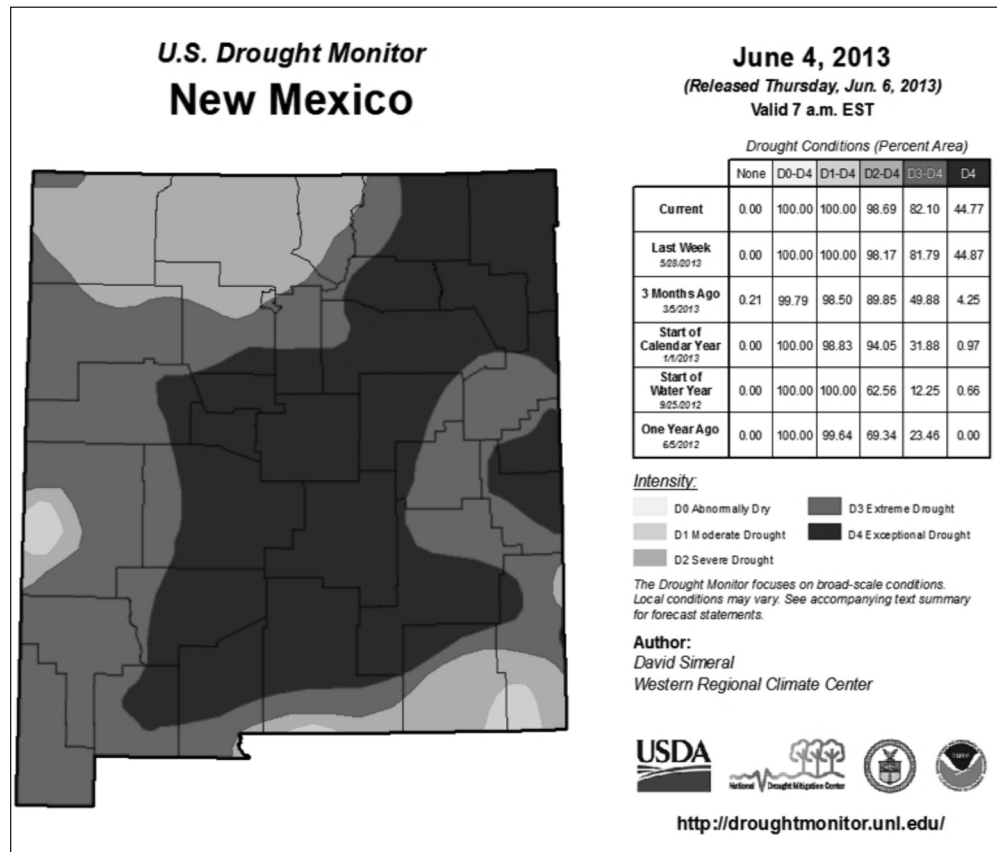 U.S. Drought Monitor
New Mexico
June 4, 2013
(Released Thursday, Jun. 6, 2013)
Valid 7 a.m. EST
Drought Conditions (Percent Area)
None D0-D4 D1-D4 D2-D4 D3-D4 D4
Current 0.00 100.00 100.00 98.69 82.10 44.77
Last Week
5/28/2013 0.00 100.00 100.00 98.17 81.79 44.87
3 Months Ago
3/5/2013 0.21 99.79 98.50 89.85 49.88 4.25
Start of
Calendar Year
1/1/2013 0.00 100.00 98.83 94.05 31.88 0.97
Start of
Water Year
9/25/2012 0.00 100.00 100.00 62.56 12.25 0.66
One Year Ago
6/5/2012 0.00 100.00 99.64 69.34 23.46 0.00
Intensity:
D0 Abnormally Dry
D1 Moderate Drought
D2 Severe Drought
D3 Extreme Drought
D4 Exceptional Drought
The Drought Monitor focuses on broad-scale conditions.
Local conditions may vary. See accompanying text summary
for forecast statements.
Author:
David Simeral
Western Regional Climate Center
USDA
National Drought Mitigation Center
http://droughtmonitor.unl.edu/